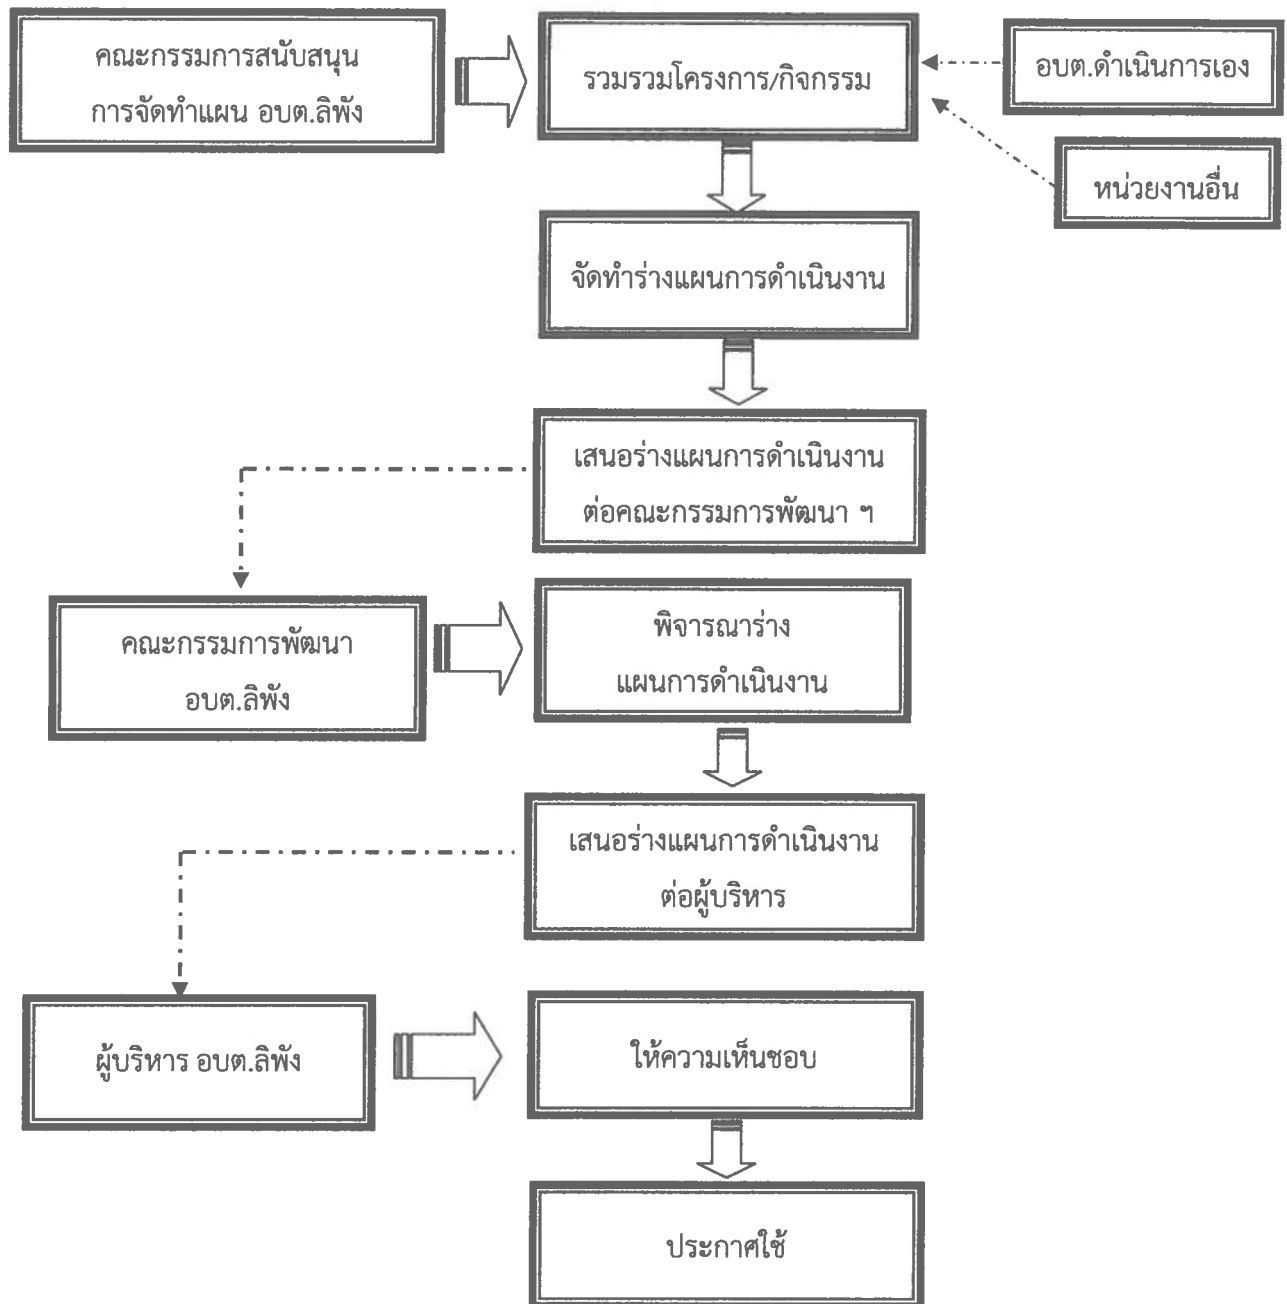 คณะกรรมการสนับสนุน
การจัดทำแผน อบต.ลิพัง
รวมรวมโครงการ/กิจกรรม
อบต.ดำเนินการเอง
หน่วยงานอื่น
จัดทำร่างแผนการดำเนินงาน
เสนอร่างแผนการดำเนินงาน
ต่อคณะกรรมการพัฒนา ฯ
คณะกรรมการพัฒนา
อบต.ลิพัง
พิจารณาร่าง
แผนการดำเนินงาน
เสนอร่างแผนการดำเนินงาน
ต่อผู้บริหาร
ผู้บริหาร อบต.ลิพัง
ให้ความเห็นชอบ
ประกาศใช้